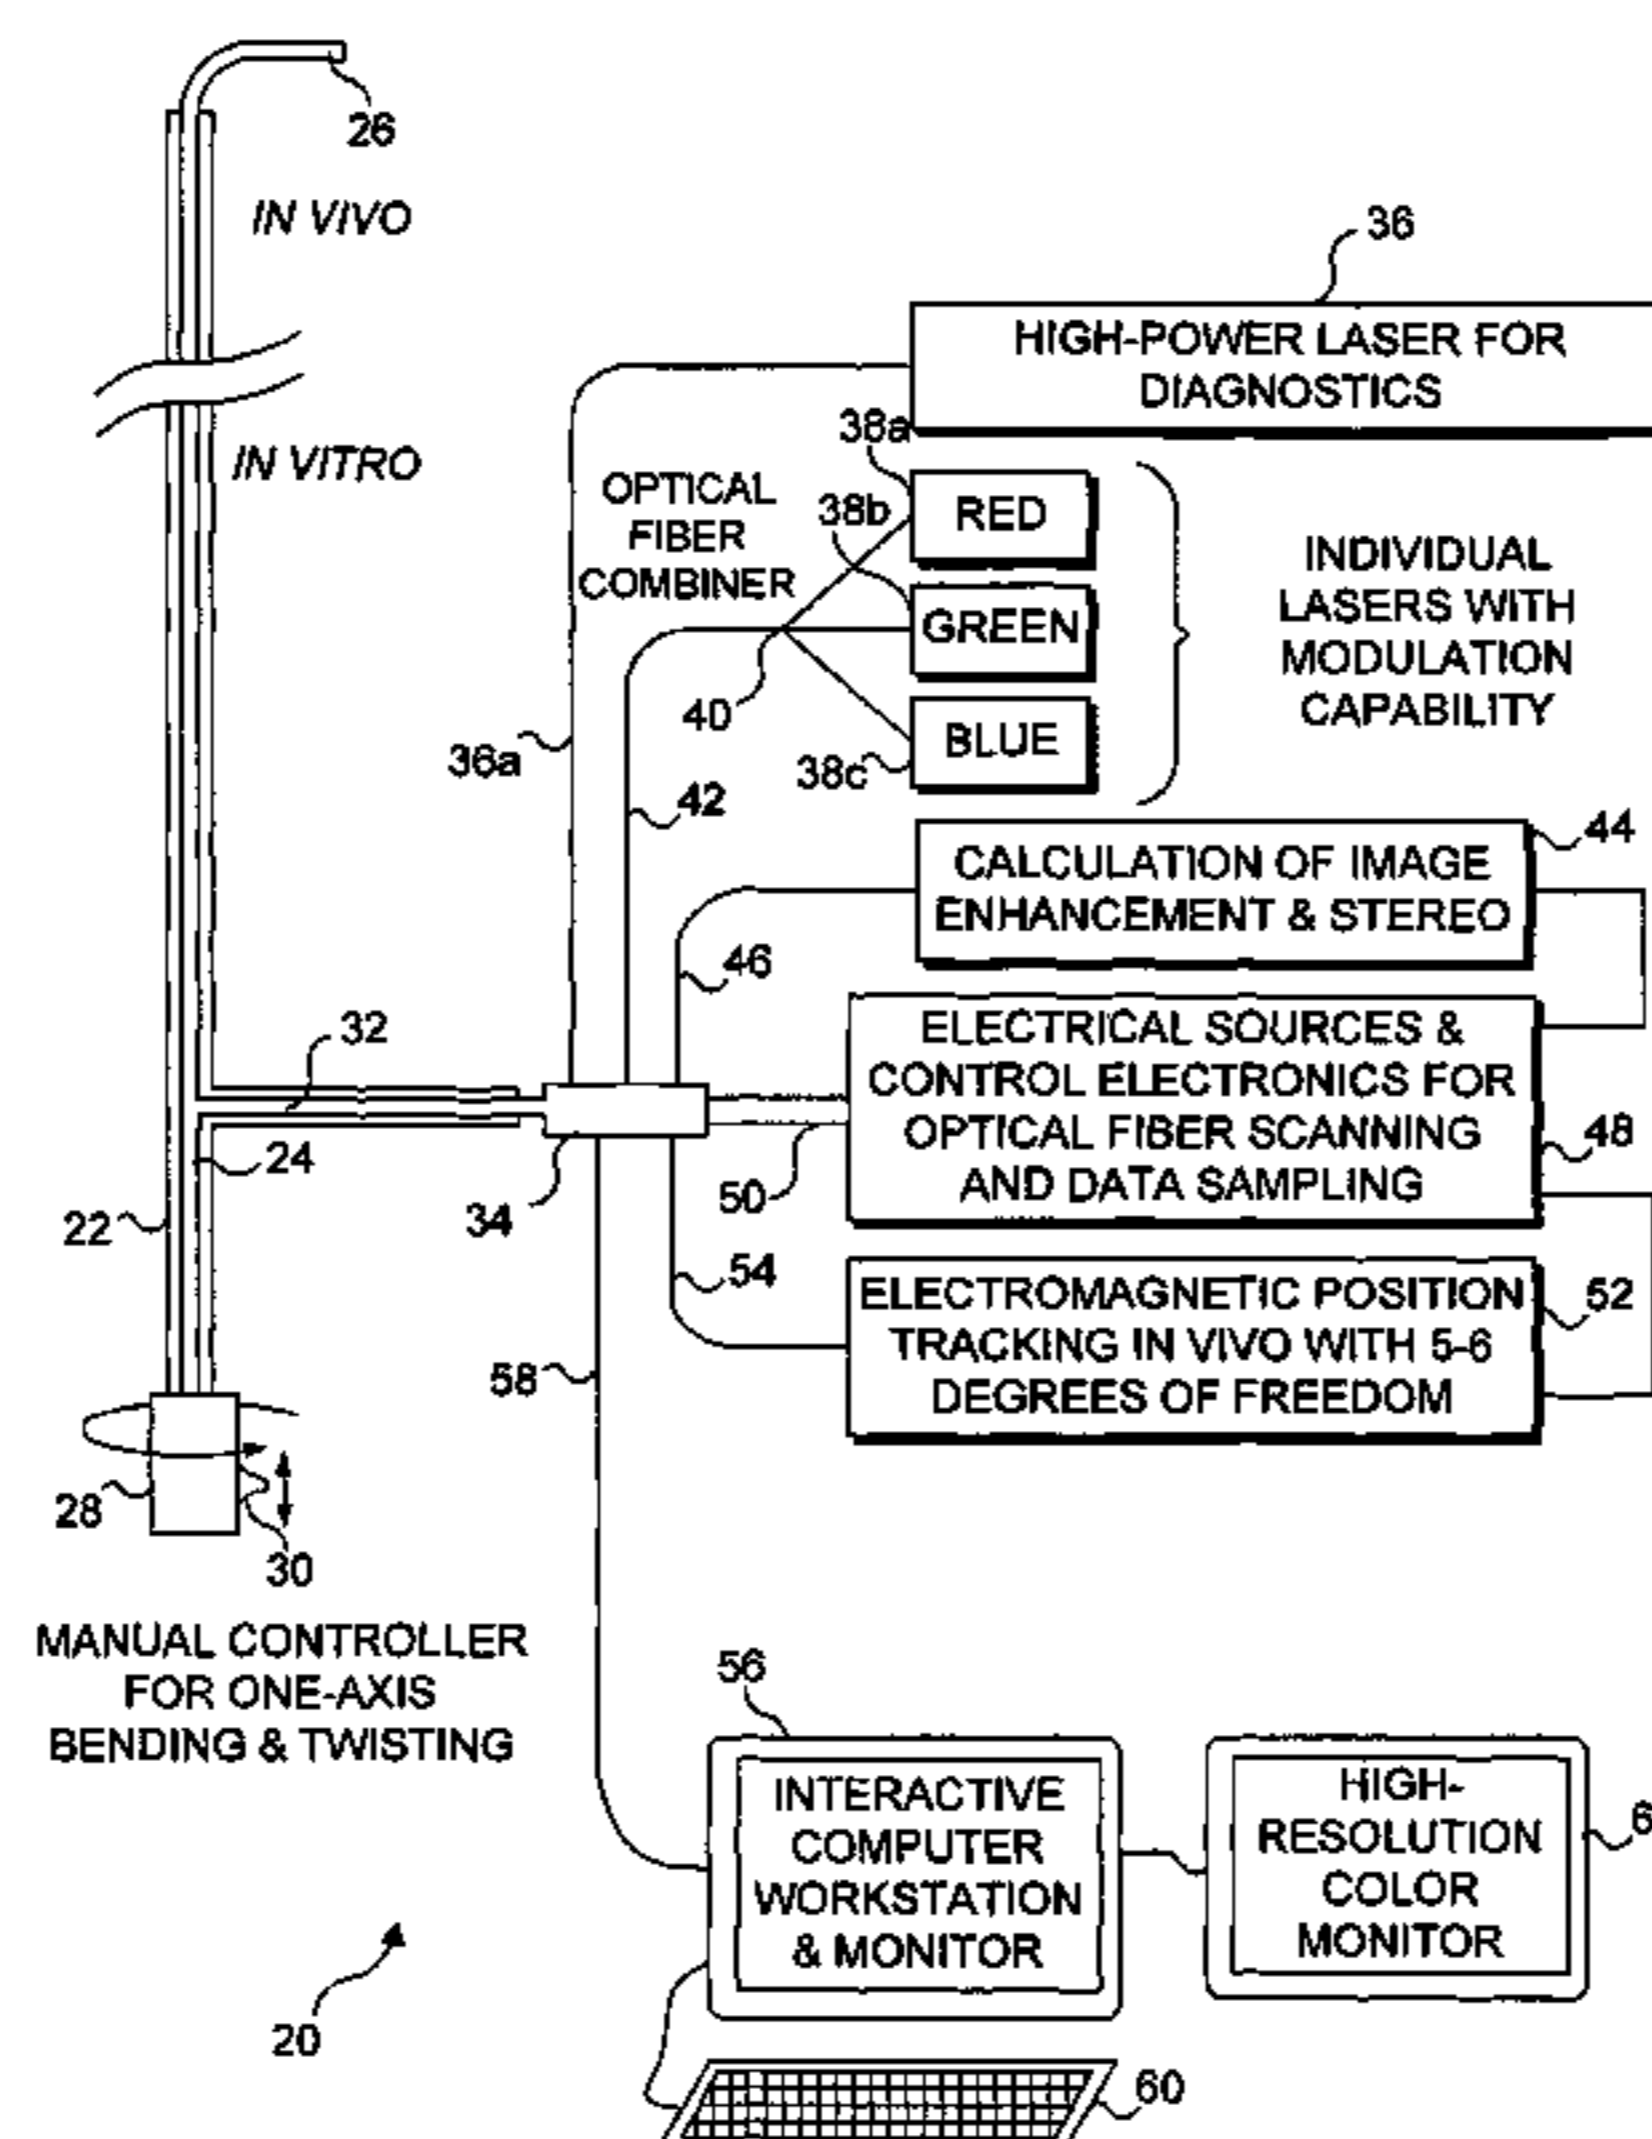 26
IN VIVO
36
HIGH-POWER LASER FOR
DIAGNOSTICS
IN VITRO
OPTICAL
FIBER
COMBINER
38a
RED
38b
GREEN
BLUE
38c
40
INDIVIDUAL
LASERS WITH
MODULATION
CAPABILITY
36a
42
44
CALCULATION OF IMAGE
ENHANCEMENT & STEREO
46
32
24
22
34
ELECTRICAL SOURCES &
CONTROL ELECTRONICS FOR
OPTICAL FIBER SCANNING
AND DATA SAMPLING
48
50
54
ELECTROMAGNETIC POSITION
TRACKING IN VIVO WITH 5-6
DEGREES OF FREEDOM
52
58
28
30
MANUAL CONTROLLER
FOR ONE-AXIS
BENDING & TWISTING
56
INTERACTIVE
COMPUTER
WORKSTATION
& MONITOR
HIGH-
RESOLUTION
COLOR
MONITOR
20
60